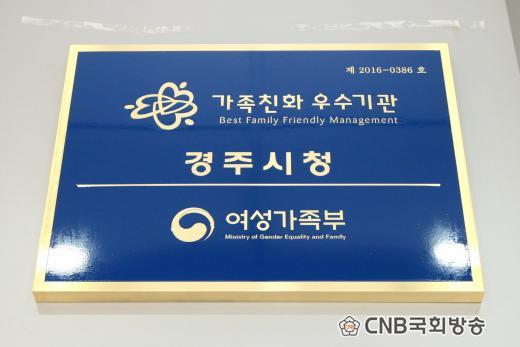 제 2016-0386 호
가족친화 우수기관
Best Family Friendly Management
경주시청
여성가족부
Ministry of Gender Equality and Family
CNB국회방송